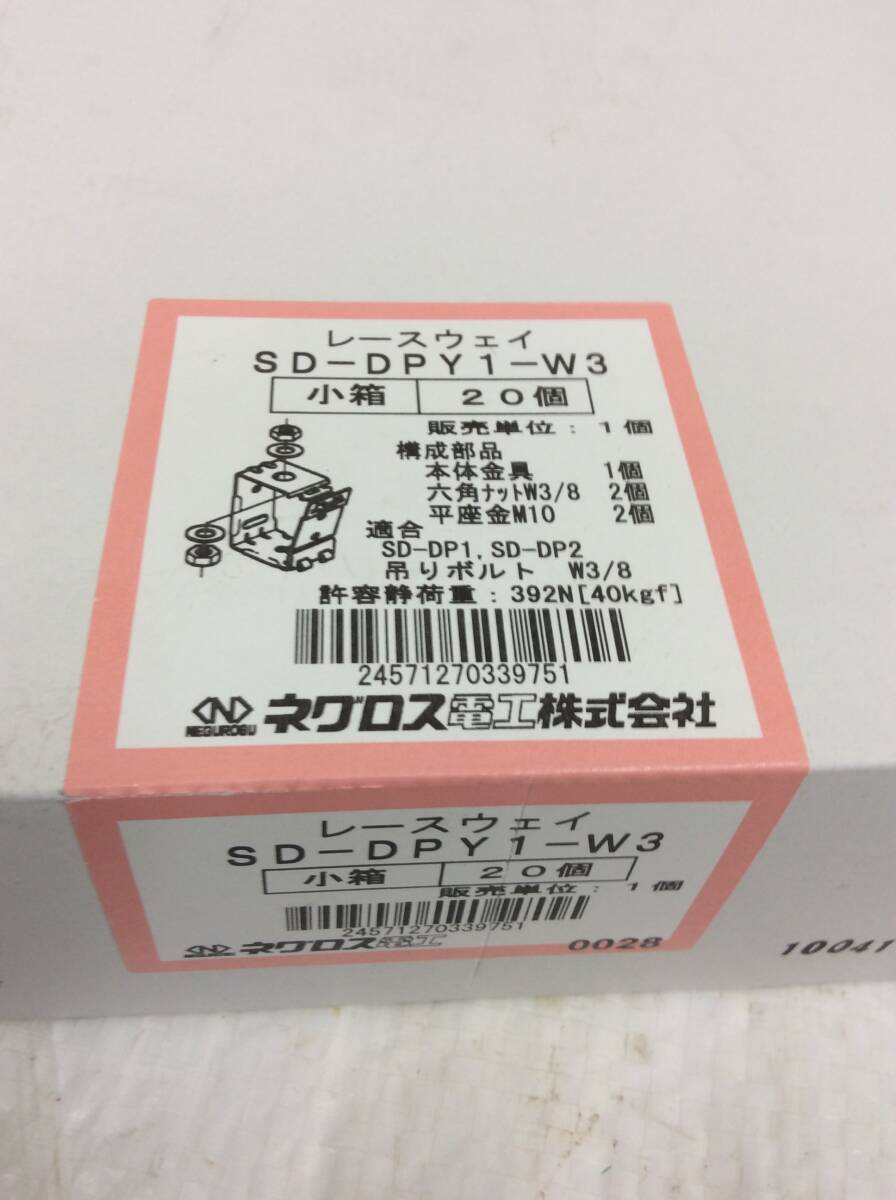 レースウェイ
SD-DPY1-W3
小箱 20個
販売単位: 1個
構成部品
本体金具 1個
六角ナットW3/8 2個
平座金M10 2個
適合
SD-DP1, SD-DP2
吊りボルト W3/8
許容静荷重: 392N[40kgf]
24571270339751
NEGUROSU ネグロス電工株式会社
レースウェイ
SD-DPY1-W3
小箱 20個
販売単位: 1個
24571270339751
ネグロス電工 0028
10041